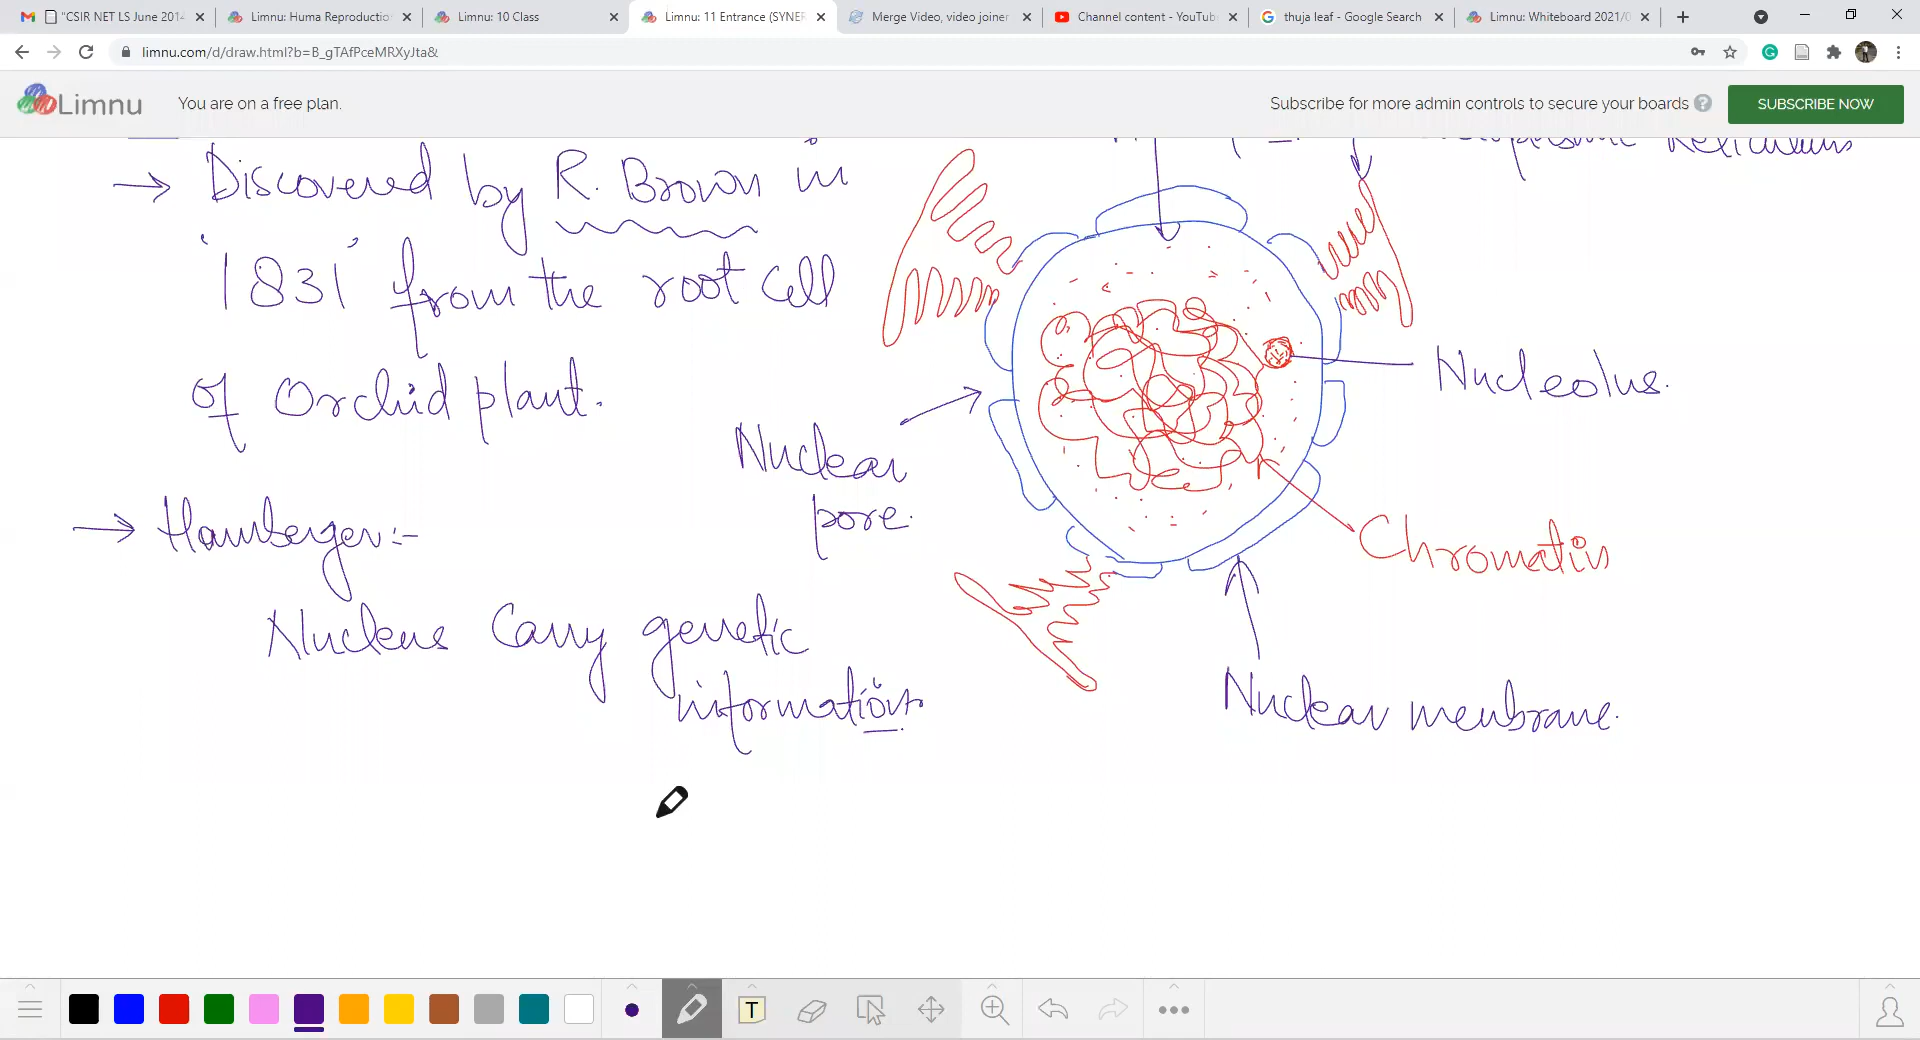 "CSIR NET LS June 2014
Limnu: Huma Reproductio
Limnu: 10 Class
Limnu: 11 Entrance (SYNER
Merge Video, video joiner
Channel content - YouTub
thuja leaf - Google Search
Limnu: Whiteboard 2021/0
limnu.com/d/draw.html?b=B_gTAfPceMRXyJta&
Limnu
You are on a free plan.
Subscribe for more admin controls to secure your boards ?
SUBSCRIBE NOW
Reticulum
→ Discovered by R. Brown in
'1831' from the root cell
of Orchid plant.
Nucleolus.
Nuclear
pore.
→ Hamberger:-
Chromatin
Nucleus Carry genetic
information
Nuclear menbrane.
T